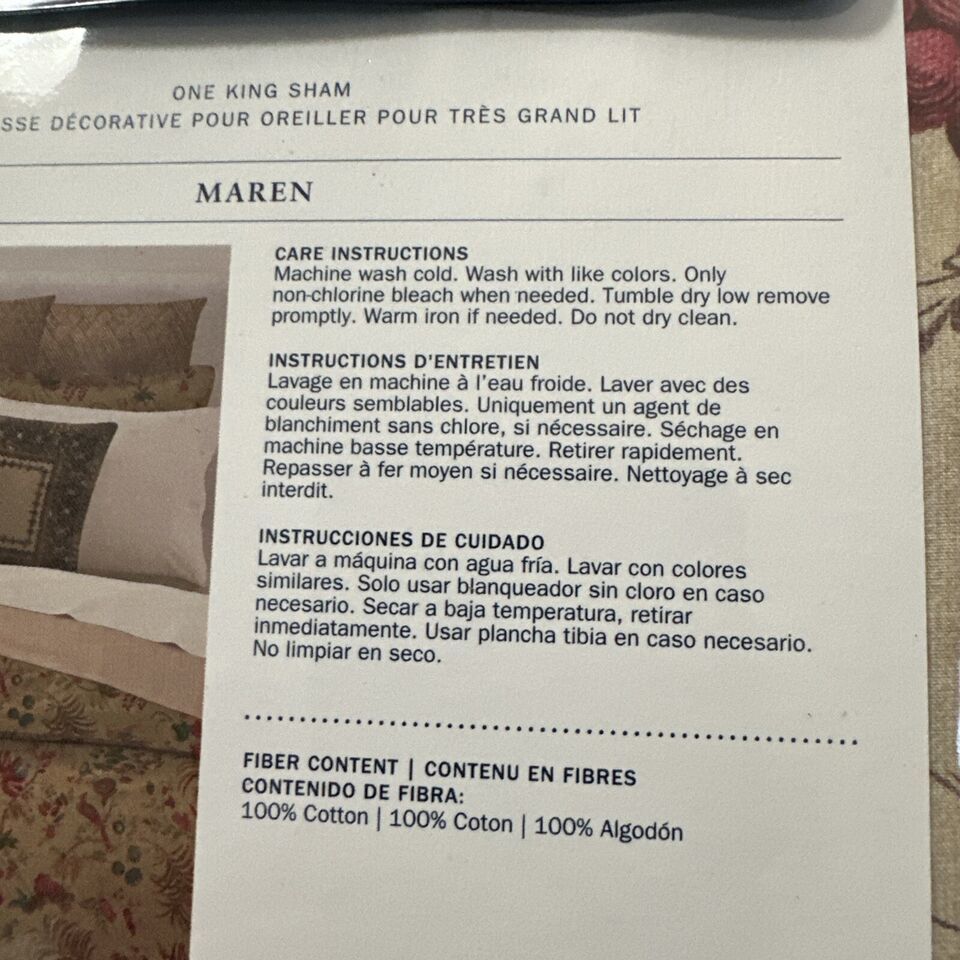 ONE KING SHAM
DÉCORATIVE POUR OREILLER POUR TRÈS GRAND LIT
MAREN
CARE INSTRUCTIONS
Machine wash cold. Wash with like colors. Only
non-chlorine bleach when needed. Tumble dry low remove
promptly. Warm iron if needed. Do not dry clean.
INSTRUCTIONS D'ENTRETIEN
Lavage en machine à l'eau froide. Laver avec des
couleurs semblables. Uniquement un agent de
blanchiment sans chlore, si nécessaire. Séchage en
machine basse température. Retirer rapidement.
Repasser à fer moyen si nécessaire. Nettoyage à sec
interdit.
INSTRUCCIONES DE CUIDADO
Lavar a máquina con agua fría. Lavar con colores
similares. Solo usar blanqueador sin cloro en caso
necesario. Secar a baja temperatura, retirar
inmediatamente. Usar plancha tibia en caso necesario.
No limpiar en seco.
FIBER CONTENT | CONTENU EN FIBRES
CONTENIDO DE FIBRA:
100% Cotton | 100% Coton | 100% Algodón